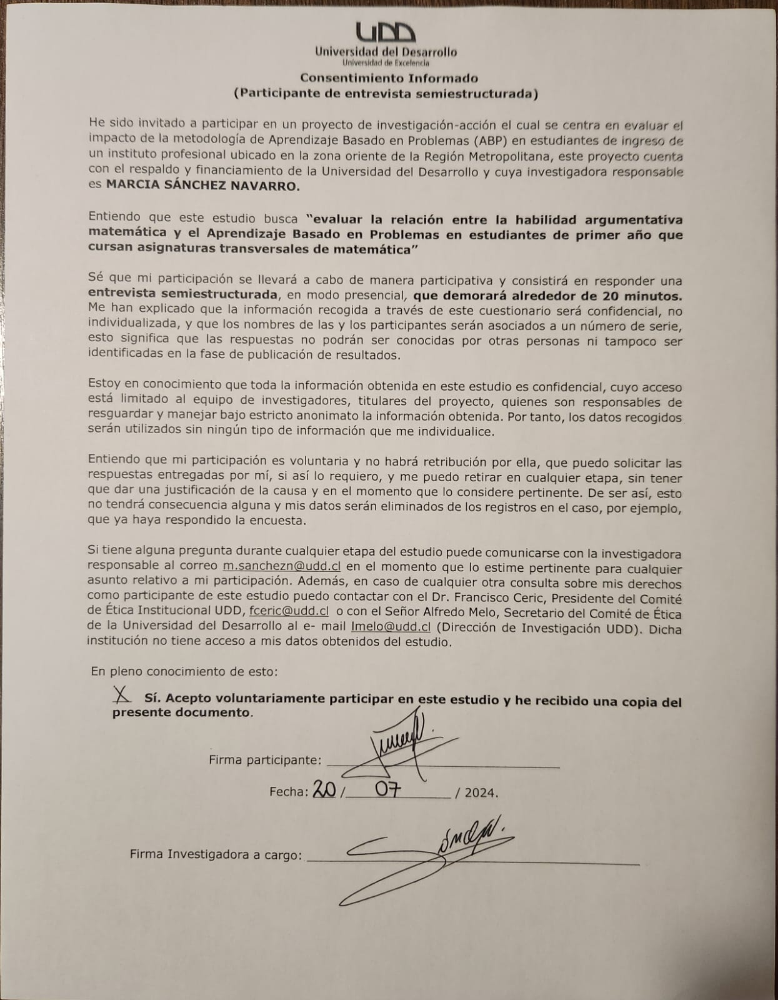 UDD
Universidad del Desarrollo
Universidad de Excelencia
Consentimiento Informado
(Participante de entrevista semiestructurada)
He sido invitado a participar en un proyecto de investigación-acción el cual se centra en evaluar el
impacto de la metodología de Aprendizaje Basado en Problemas (ABP) en estudiantes de ingreso de
un instituto profesional ubicado en la zona oriente de la Región Metropolitana, este proyecto cuenta
con el respaldo y financiamiento de la Universidad del Desarrollo y cuya investigadora responsable
es MARCIA SÁNCHEZ NAVARRO.
Entiendo que este estudio busca "evaluar la relación entre la habilidad argumentativa
matemática y el Aprendizaje Basado en Problemas en estudiantes de primer año que
cursan asignaturas transversales de matemática"
Sé que mi participación se llevará a cabo de manera participativa y consistirá en responder una
entrevista semiestructurada, en modo presencial, que demorará alrededor de 20 minutos.
Me han explicado que la información recogida a través de este cuestionario será confidencial, no
individualizada, y que los nombres de las y los participantes serán asociados a un número de serie,
esto significa que las respuestas no podrán ser conocidas por otras personas ni tampoco ser
identificadas en la fase de publicación de resultados.
Estoy en conocimiento que toda la información obtenida en este estudio es confidencial, cuyo acceso
está limitado al equipo de investigadores, titulares del proyecto, quienes son responsables de
resguardar y manejar bajo estricto anonimato la información obtenida. Por tanto, los datos recogidos
serán utilizados sin ningún tipo de información que me individualice.
Entiendo que mi participación es voluntaria y no habrá retribución por ella, que puedo solicitar las
respuestas entregadas por mí, si así lo requiero, y me puedo retirar en cualquier etapa, sin tener
que dar una justificación de la causa y en el momento que lo considere pertinente. De ser así, esto
no tendrá consecuencia alguna y mis datos serán eliminados de los registros en el caso, por ejemplo,
que ya haya respondido la encuesta.
Si tiene alguna pregunta durante cualquier etapa del estudio puede comunicarse con la investigadora
responsable al correo m.sanchezn@udd.cl en el momento que lo estime pertinente para cualquier
asunto relativo a mi participación. Además, en caso de cualquier otra consulta sobre mis derechos
como participante de este estudio puedo contactar con el Dr. Francisco Ceric, Presidente del Comité
de Ética Institucional UDD, fceric@udd.cl o con el Señor Alfredo Melo, Secretario del Comité de Ética
de la Universidad del Desarrollo al e- mail lmelo@udd.cl (Dirección de Investigación UDD). Dicha
institución no tiene acceso a mis datos obtenidos del estudio.
En pleno conocimiento de esto:
X Sí. Acepto voluntariamente participar en este estudio y he recibido una copia del
presente documento.
Firma participante:
Fecha: 20 / 07 / 2024.
Firma Investigadora a cargo: